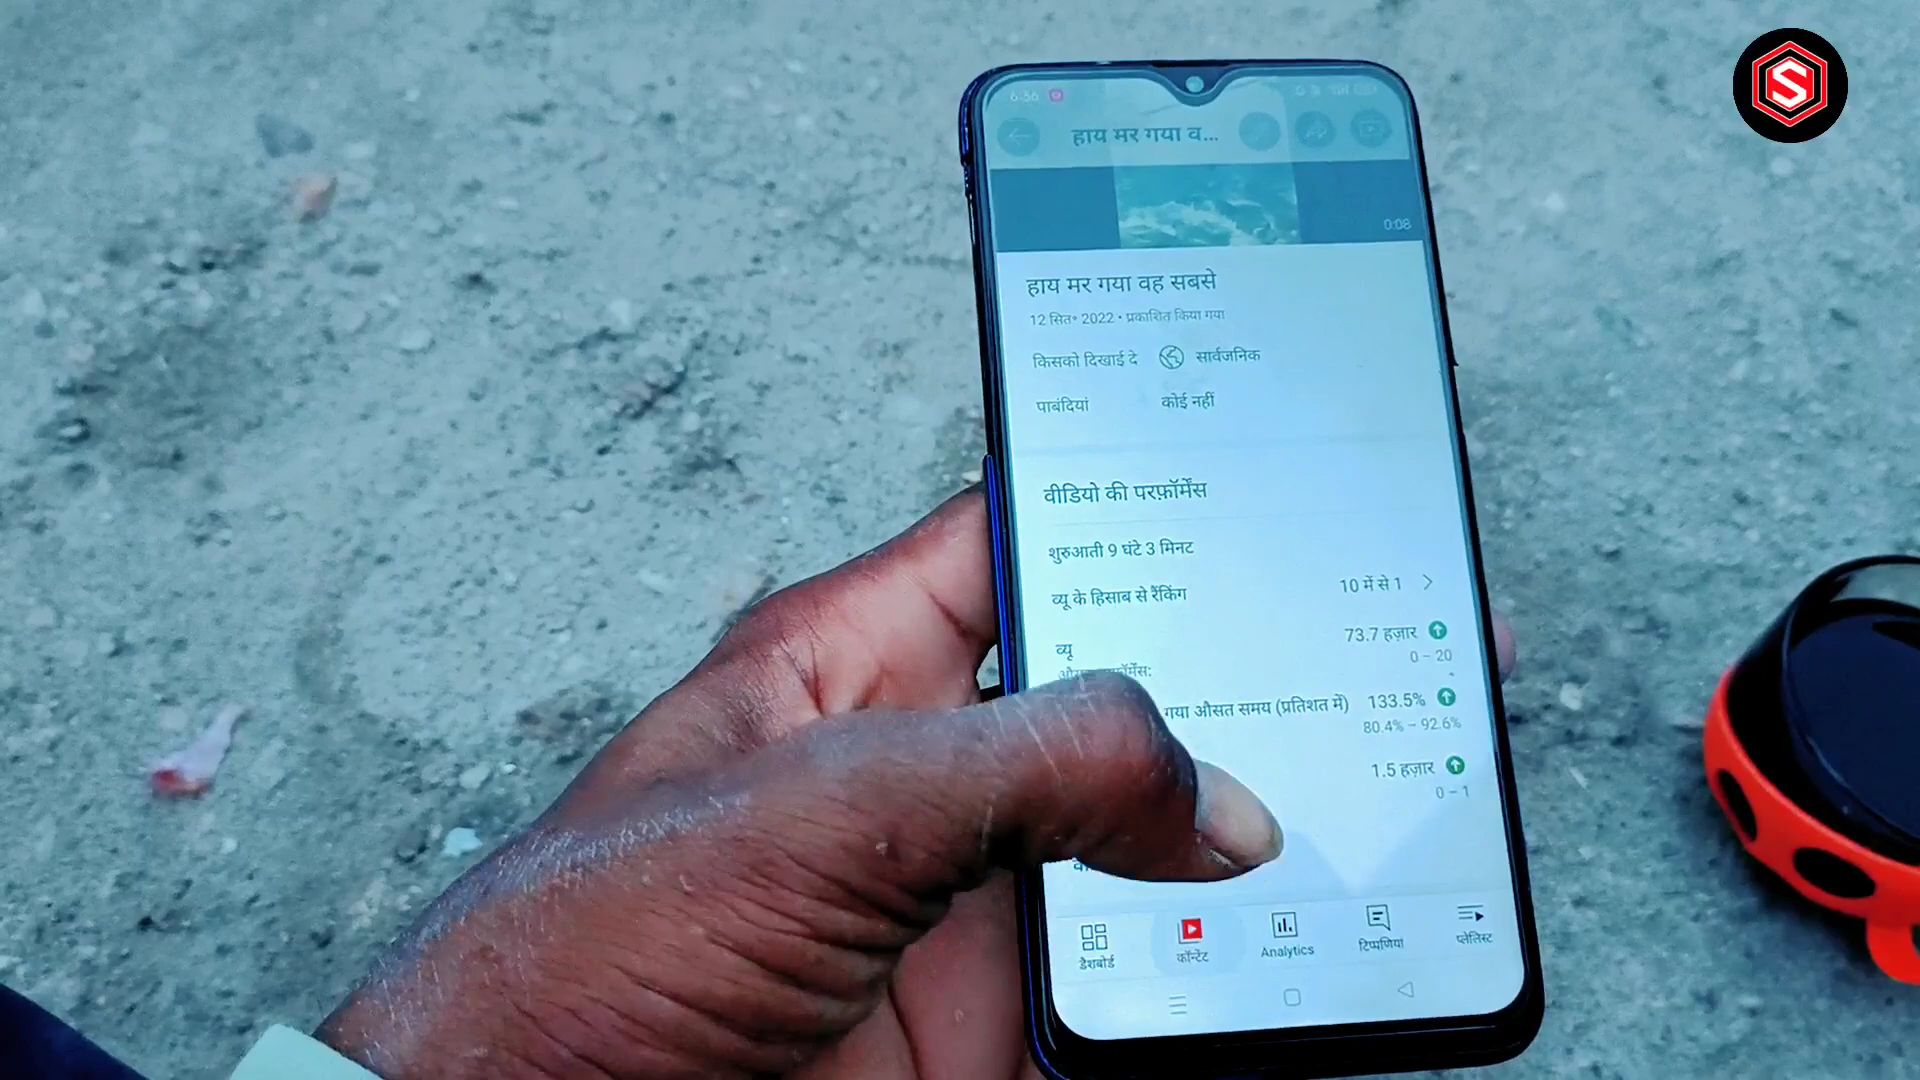 6:36
हाय मर गया व...
0:08
हाय मर गया वह सबसे
12 सित॰ 2022 • प्रकाशित किया गया
किसको दिखाई दे सार्वजनिक
पाबंदियां कोई नहीं
वीडियो की परफ़ॉर्मेंस
शुरुआती 9 घंटे 3 मिनट
व्यू के हिसाब से रैंकिंग 10 में से 1
व्यू 73.7 हज़ार
0 – 20
गया औसत समय (प्रतिशत में) 133.5%
80.4% – 92.6%
1.5 हज़ार
0 – 1
डैशबोर्ड कॉन्टेंट Analytics टिप्पणियां प्लेलिस्ट
S